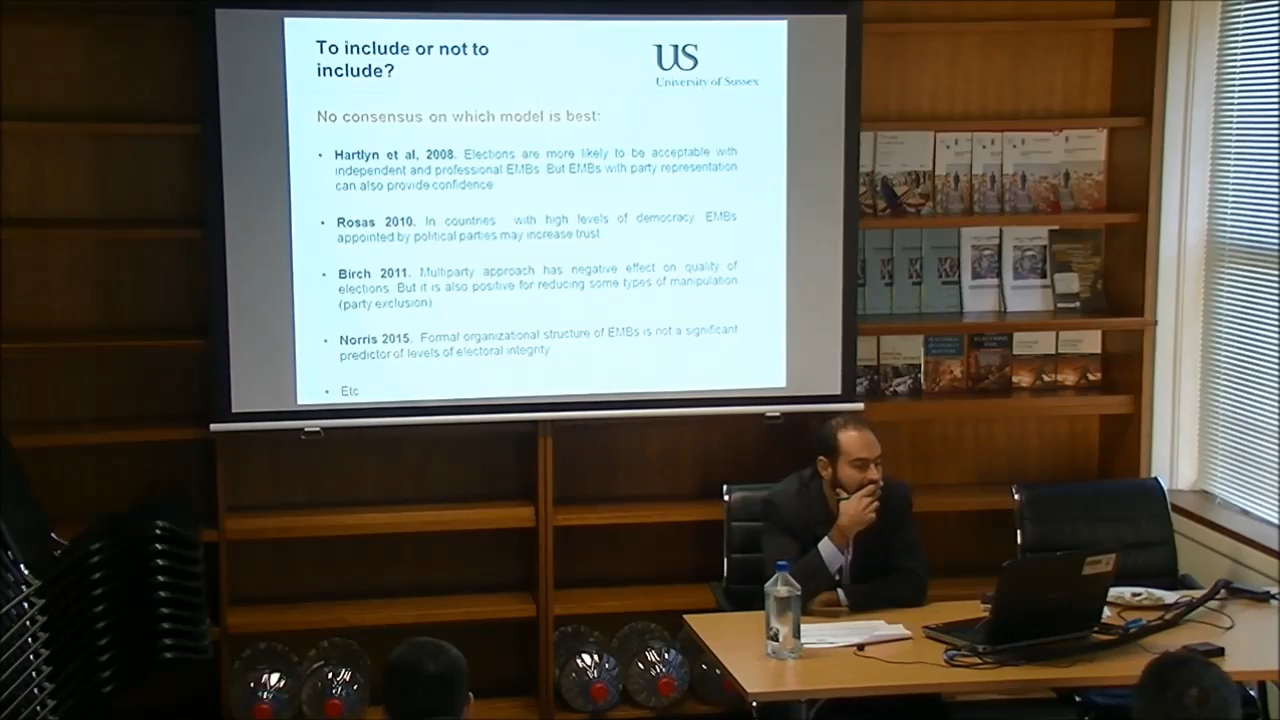 To include or not to
include?
US
University of Sussex
No consensus on which model is best:
• Hartlyn et al, 2008. Elections are more likely to be acceptable with
independent and professional EMBs. But EMBs with party representation
can also provide confidence
• Rosas 2010. In countries with high levels of democracy. EMBs
appointed by political parties may increase trust.
• Birch 2011. Multiparty approach has negative effect on quality of
elections. But it is also positive for reducing some types of manipulation
(party exclusion)
• Norris 2015. Formal organizational structure of EMBs is not a significant
predictor of levels of electoral integrity
• Etc